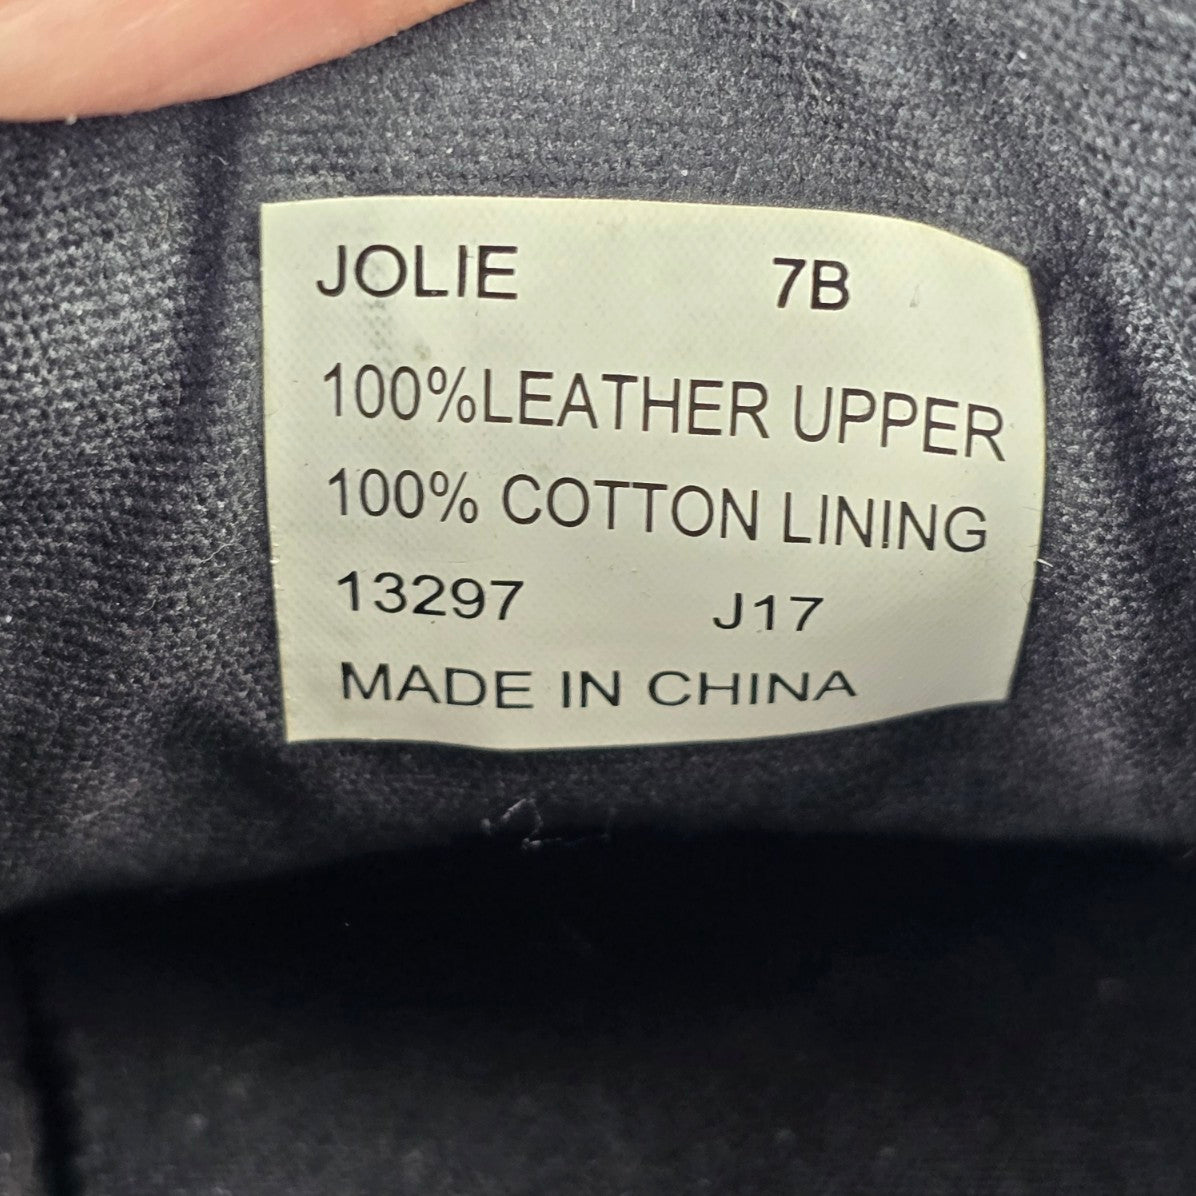 JOLIE 7B
100%LEATHER UPPER
100% COTTON LINING
13297 J17
MADE IN CHINA